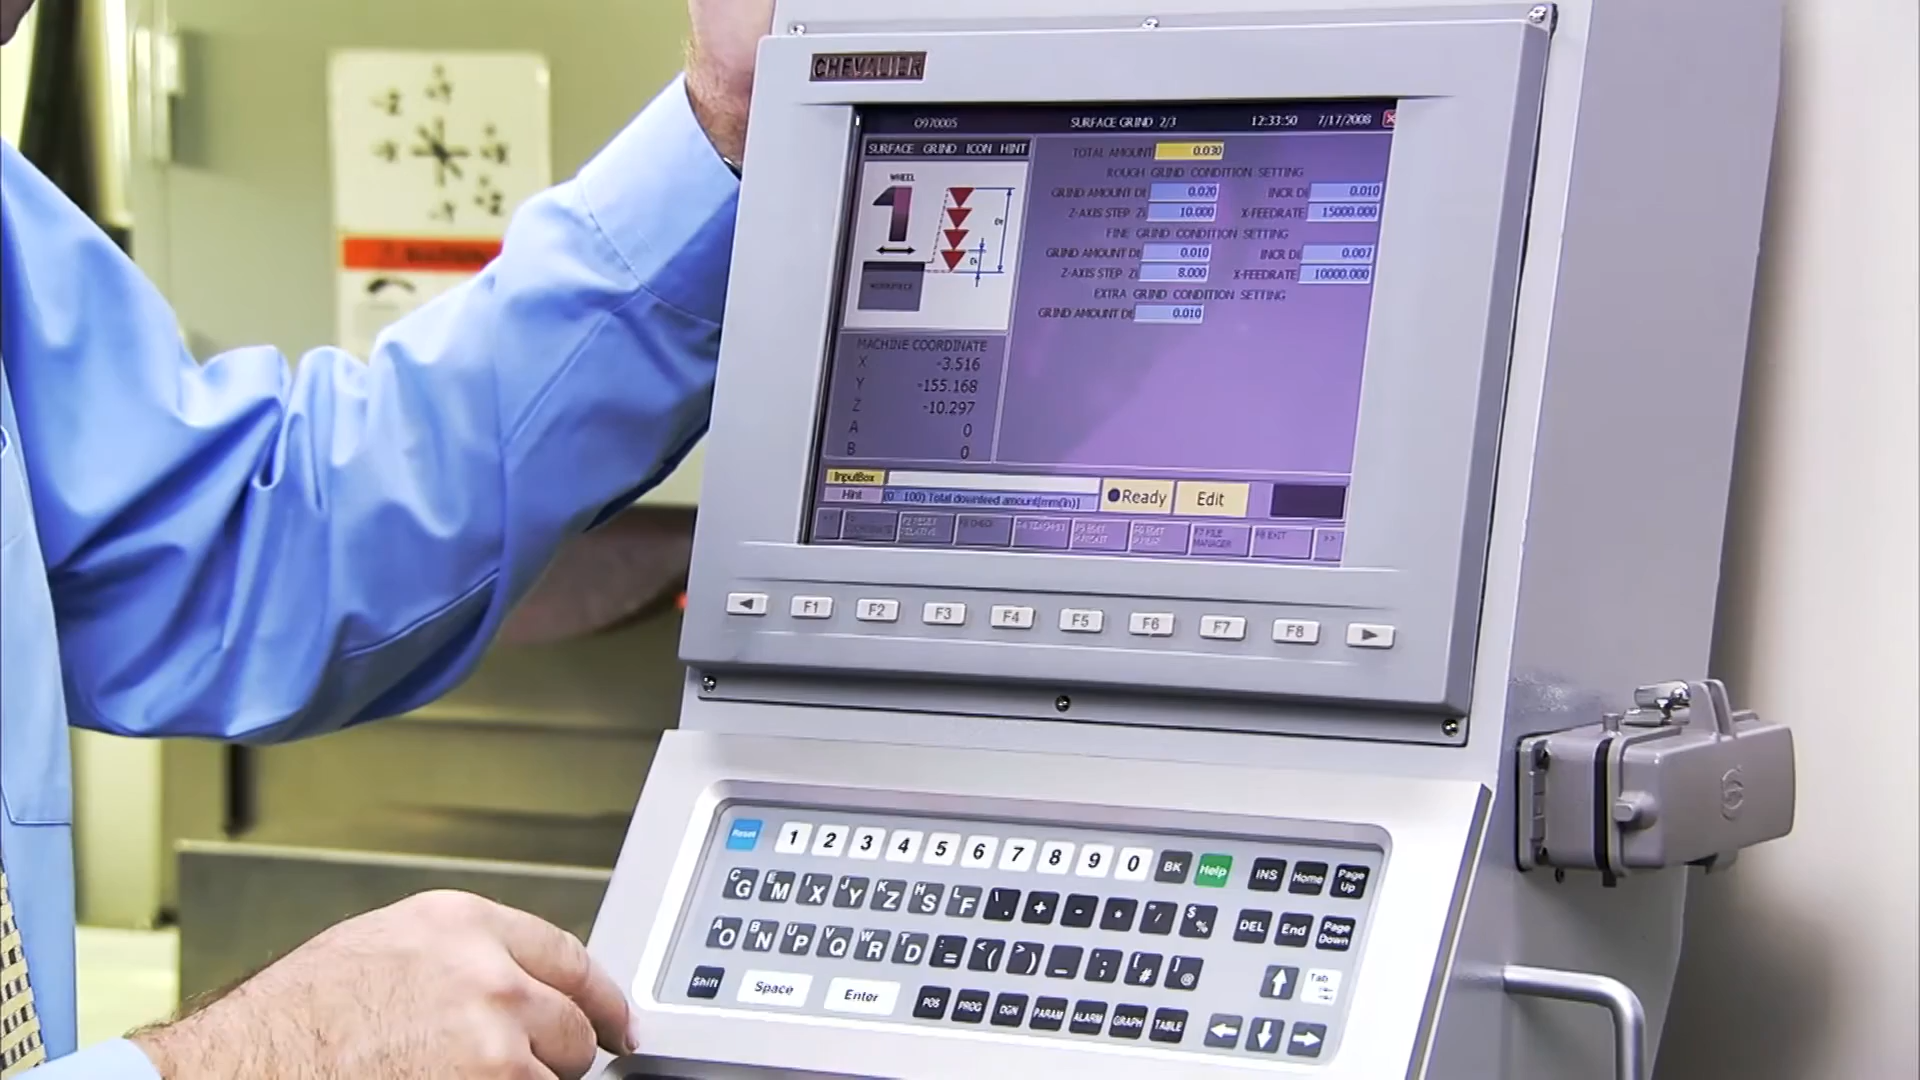 CHEVALIER
O970005 SURFACE GRIND 2/3 12:33:50 7/17/2008
SURFACE GRIND ICON HINT
WHEEL
WORKPIECE
TOTAL AMOUNT 0.030
ROUGH GRIND CONDITION SETTING
GRIND AMOUNT 0.020 INCR 0.010
Z-AXIS STEP 10.000 X-FEEDRATE 15000.000
FINE GRIND CONDITION SETTING
GRIND AMOUNT 0.010 INCR 0.007
Z-AXIS STEP 8.000 X-FEEDRATE 10000.000
EXTRA GRIND CONDITION SETTING
GRIND AMOUNT 0.010
MACHINE COORDINATE
X -3.516
Y -155.168
Z -10.297
A 0
B 0
InputBox
Hint (0 100) Total downfeed amount[mm(in)] Ready Edit
F3 CHECK F7 FILE MANAGER F8 EXIT >>
F1 F2 F3 F4 F5 F6 F7 F8
Reset 1 2 3 4 5 6 7 8 9 0 BK Help INS Home Page Up
C G E M I X J Y K Z H S L F \ . + - * " / $ % DEL End Page Down
A O B N U P V Q W R T D : = < ( > ) _ ' ; [ # ] @ Tab
Shift Space Enter POS PROG DGN PARAM ALARM GRAPH TABLE
-Z +Y
-Y +Z
WARNING